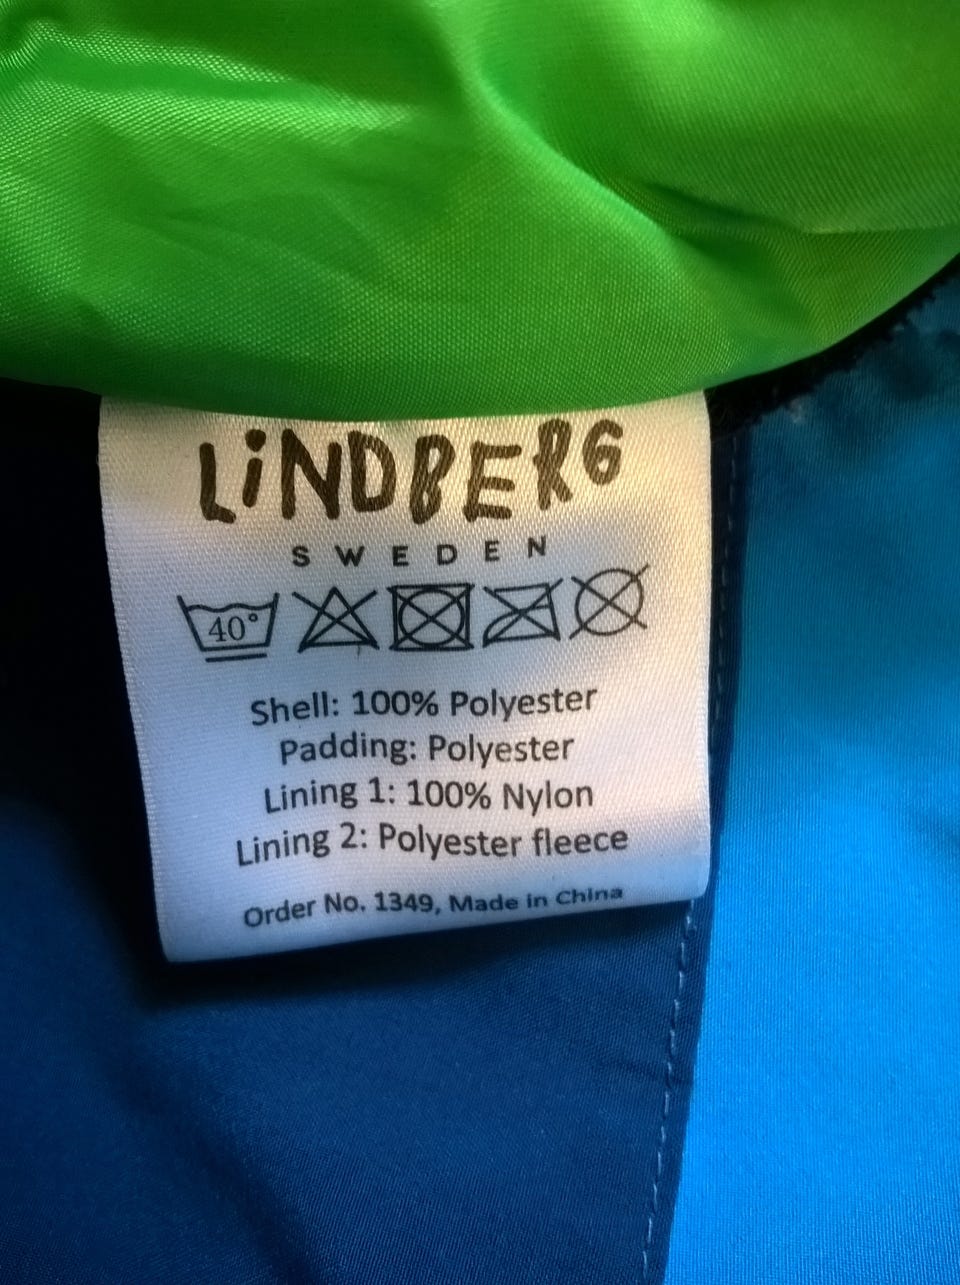 LiNDBERG
SWEDEN
40°
Shell: 100% Polyester
Padding: Polyester
Lining 1: 100% Nylon
Lining 2: Polyester fleece
Order No. 1349, Made in China